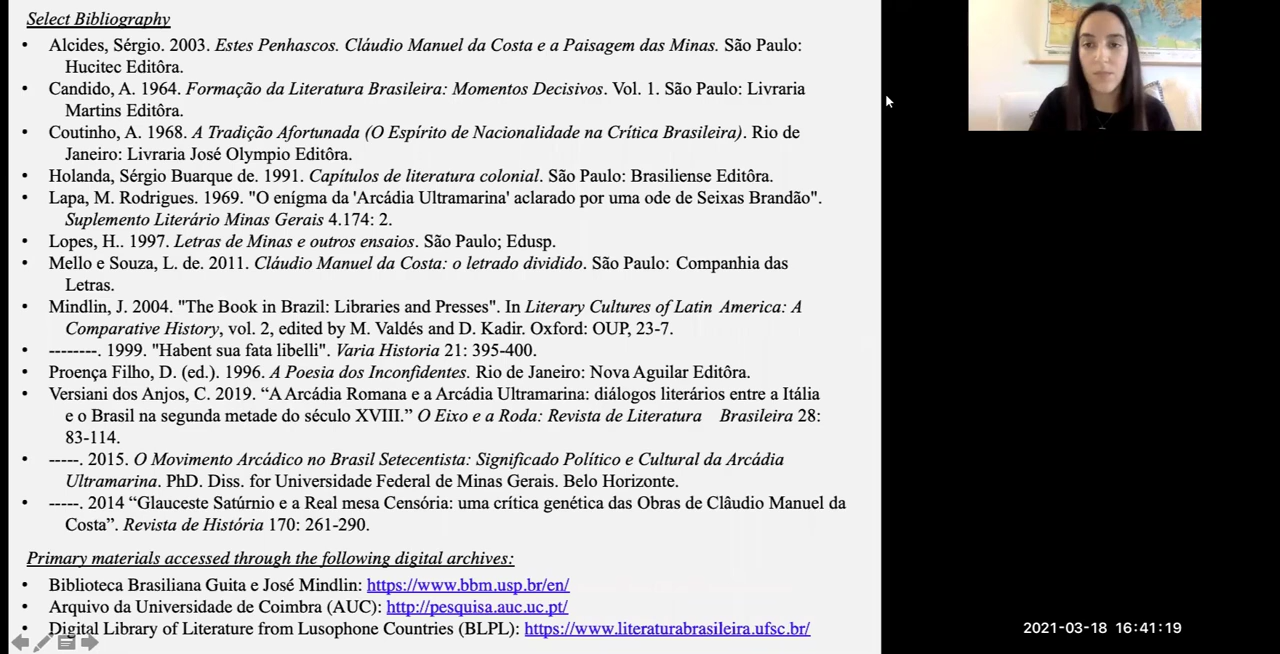 Select Bibliography
• Alcides, Sérgio. 2003. Estes Penhascos. Cláudio Manuel da Costa e a Paisagem das Minas. São Paulo:
Hucitec Editôra.
• Candido, A. 1964. Formação da Literatura Brasileira: Momentos Decisivos. Vol. 1. São Paulo: Livraria
Martins Editôra.
• Coutinho, A. 1968. A Tradição Afortunada (O Espírito de Nacionalidade na Crítica Brasileira). Rio de
Janeiro: Livraria José Olympio Editôra.
• Holanda, Sérgio Buarque de. 1991. Capítulos de literatura colonial. São Paulo: Brasiliense Editôra.
• Lapa, M. Rodrigues. 1969. "O enígma da 'Arcádia Ultramarina' aclarado por uma ode de Seixas Brandão".
Suplemento Literário Minas Gerais 4.174: 2.
• Lopes, H.. 1997. Letras de Minas e outros ensaios. São Paulo; Edusp.
• Mello e Souza, L. de. 2011. Cláudio Manuel da Costa: o letrado dividido. São Paulo: Companhia das
Letras.
• Mindlin, J. 2004. "The Book in Brazil: Libraries and Presses". In Literary Cultures of Latin America: A
Comparative History, vol. 2, edited by M. Valdés and D. Kadir. Oxford: OUP, 23-7.
• --------. 1999. "Habent sua fata libelli". Varia Historia 21: 395-400.
• Proença Filho, D. (ed.). 1996. A Poesia dos Inconfidentes. Rio de Janeiro: Nova Aguilar Editôra.
• Versiani dos Anjos, C. 2019. “A Arcádia Romana e a Arcádia Ultramarina: diálogos literários entre a Itália
e o Brasil na segunda metade do século XVIII.” O Eixo e a Roda: Revista de Literatura Brasileira 28:
83-114.
• -----. 2015. O Movimento Arcádico no Brasil Setecentista: Significado Político e Cultural da Arcádia
Ultramarina. PhD. Diss. for Universidade Federal de Minas Gerais. Belo Horizonte.
• -----. 2014 “Glauceste Satúrnio e a Real mesa Censória: uma crítica genética das Obras de Clâudio Manuel da
Costa”. Revista de História 170: 261-290.
Primary materials accessed through the following digital archives:
• Biblioteca Brasiliana Guita e José Mindlin: https://www.bbm.usp.br/en/
• Arquivo da Universidade de Coimbra (AUC): http://pesquisa.auc.uc.pt/
• Digital Library of Literature from Lusophone Countries (BLPL): https://www.literaturabrasileira.ufsc.br/
2021-03-18 16:41:19